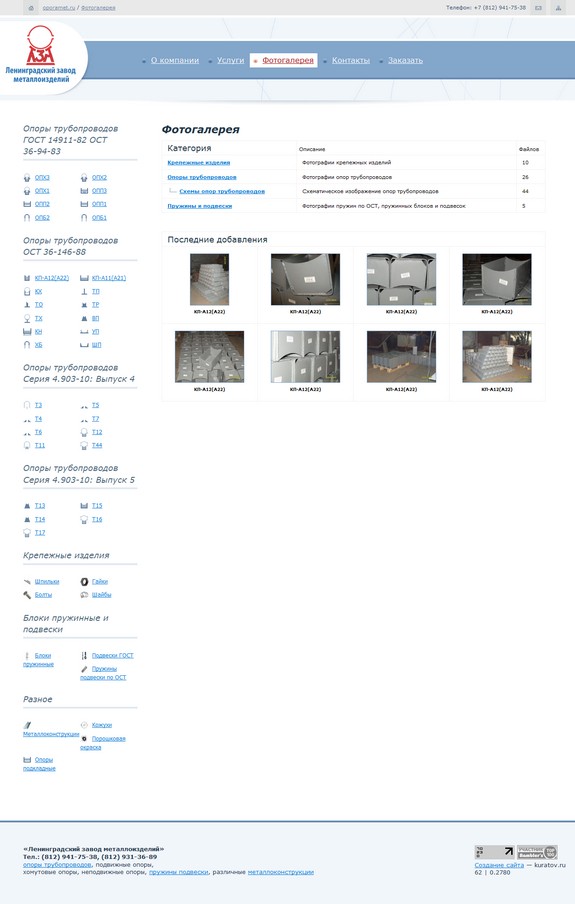 oporamet.ru / Фотогалерея
Телефон: +7 (812) 941-75-38
ЛЗА
Ленинградский завод
металлоизделий
О компании
Услуги
Фотогалерея
Контакты
Заказать
Опоры трубопроводов
ГОСТ 14911-82 ОСТ
36-94-83
ОПХ3 ОПХ2
ОПХ1 ОПП3
ОПП2 ОПП1
ОПБ2 ОПБ1
Опоры трубопроводов
ОСТ 36-146-88
КП-А12(А22) КП-А11(А21)
КХ ТП
ТО ТР
ТХ ВП
КН УП
ХБ ШП
Опоры трубопроводов
Серия 4.903-10: Выпуск 4
Т3 Т5
Т4 Т7
Т6 Т12
Т11 Т44
Опоры трубопроводов
Серия 4.903-10: Выпуск 5
Т13 Т15
Т14 Т16
Т17
Крепежные изделия
Шпильки Гайки
Болты Шайбы
Блоки пружинные и
подвески
Блоки
пружинные
Подвески ГОСТ
Пружины
подвески по ОСТ
Разное
Металлоконструкции
Кожухи
Порошковая
окраска
Опоры
подкладные
Фотогалерея
Категория Описание Файлов
Крепежные изделия Фотографии крепежных изделий 10
Опоры трубопроводов Фотографии опор трубопроводов 26
Схемы опор трубопроводов Схематическое изображение опор трубопроводов 44
Пружины и подвески Фотографии пружин по ОСТ, пружинных блоков и подвесок 5
Последние добавления
КП-А12(А22) КП-А12(А22) КП-А12(А22) КП-А12(А22)
КП-А12(А22) КП-А12(А22) КП-А12(А22) КП-А12(А22)
«Ленинградский завод металлоизделий»
Тел.: (812) 941-75-38, (812) 931-36-89
опоры трубопроводов, подвижные опоры,
хомутовые опоры, неподвижные опоры, пружины подвески, различные металлоконструкции
УЧАСТНИК
Rambler's
TOP 100
Создание сайта — kuratov.ru
62 | 0.2780